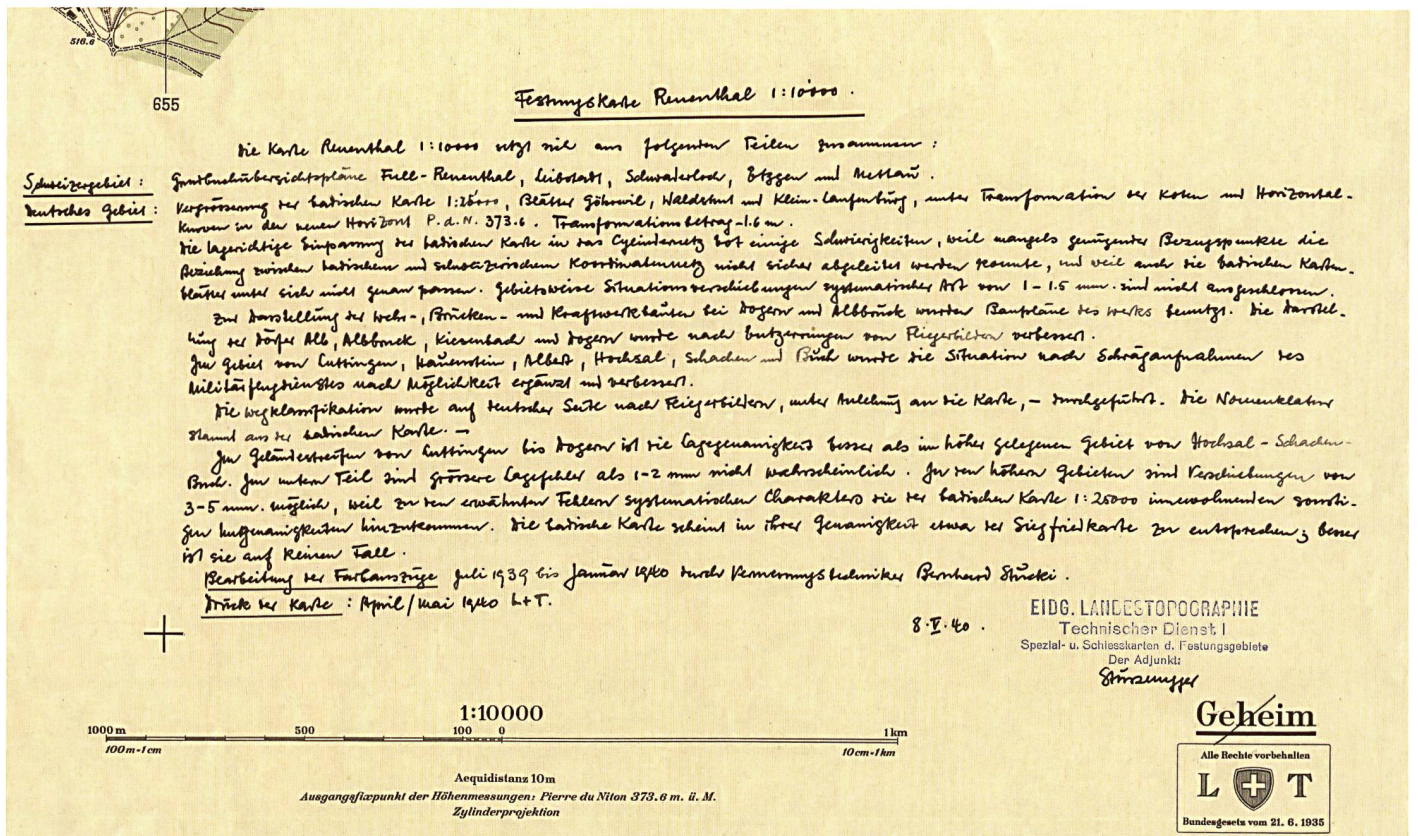 516.6
655
Festungskarte Reuenthal 1:10'000.
Die Karte Reuenthal 1:10000 setzt sich aus folgenden Teilen zusammen:
Schweizergebiet: Grundbuchübersichtspläne Full-Reuenthal, Leibstadt, Schwaderloch, Etzgen und Mettau.
Deutsches Gebiet: Vergrösserung der badischen Karte 1:25'000, Blätter Göhrwil, Waldshut und Klein-Laufenburg, unter Transformation der Koten und Horizontal-
kurven in den neuen Horizont P.d.N. 373.6. Transformationsbetrag -1.6 m.
Die lagerichtige Einpassung der badischen Karte in das Cylindernetz bot einige Schwierigkeiten, weil mangels genügender Bezugspunkte die
Beziehung zwischen badischem und schweizerischem Koordinatennetz nicht sicher abgeleitet werden konnte, und weil auch die badischen Karten-
blätter unter sich nicht genau passen. Gebietsweise Situationsverschiebungen systematischer Art von 1-1.5 mm. sind nicht ausgeschlossen.
Zur Darstellung der Wehr-, Brücken- und Kraftwerkbauten bei Dogern und Albbruck wurden Baupläne des Werks benutzt. Die Darstel-
lung der Dörfer Alb, Albbruck, Kiesenbach und Dogern wurde nach Entzerrungen von Fliegerbilden verbessert.
Im Gebiet von Luttingen, Hauenstein, Albert, Hochsal, Schachen und Buch wurde die Situation nach Schrägaufnahmen des
Militärflugdienstes nach Möglichkeit ergänzt und verbessert.
Die Wegklassifikation wurde auf deutscher Seite nach Fliegerbildern, unter Anlehnung an die Karte, - durchgeführt. Die Nomenklatur
stammt aus der badischen Karte. -
Im Geländestreifen von Luttingen bis Dogern ist die Lagegenauigkeit besser als im höher gelegenen Gebiet von Hochsal - Schachen -
Buch. Im untern Teil sind grössere Lagefehler als 1-2 mm nicht wahrscheinlich. In den höhern Gebieten sind Verschiebungen von
3-5 mm. möglich, weil zu den erwähnten Fehlern systematischen Charakters die der badischen Karte 1:25000 innewohnenden sonsti-
gen Ungenauigkeiten hinzukommen. Die badische Karte scheint in ihrer Genauigkeit etwa der Siegfriedkarte zu entsprechen; besser
ist sie auf keinen Fall.
Bearbeitung der Farbauszüge Juli 1939 bis Januar 1940 durch Vermessungstechniker Bernhard Stücki.
Druck der Karte: April/Mai 1940 L+T.
8.V.40.
EIDG. LANDESTOPOGRAPHIE
Technischer Dienst I
Spezial- u. Schiesskarten d. Festungsgebiete
Der Adjunkt:
Geheim
1:10000
1000 m 500 100 0 1 km
100m=1cm 10cm=1km
Aequidistanz 10m
Ausgangsfixpunkt der Höhenmessungen: Pierre du Niton 373.6 m. ü. M.
Zylinderprojektion
Alle Rechte vorbehalten
L T
Bundesgesetz vom 21. 6. 1935